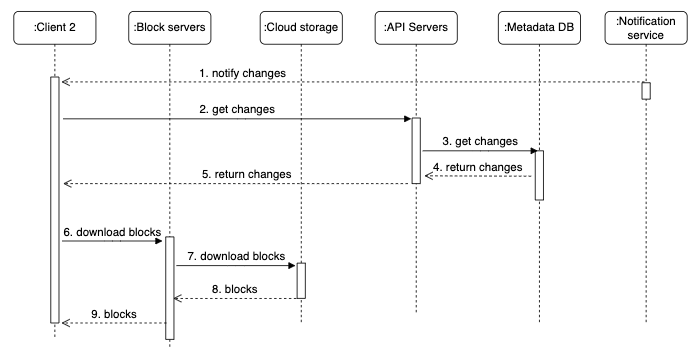 :Client 2
:Block servers
:Cloud storage
:API Servers
:Metadata DB
:Notification
service
1. notify changes
2. get changes
3. get changes
4. return changes
5. return changes
6. download blocks
7. download blocks
8. blocks
9. blocks